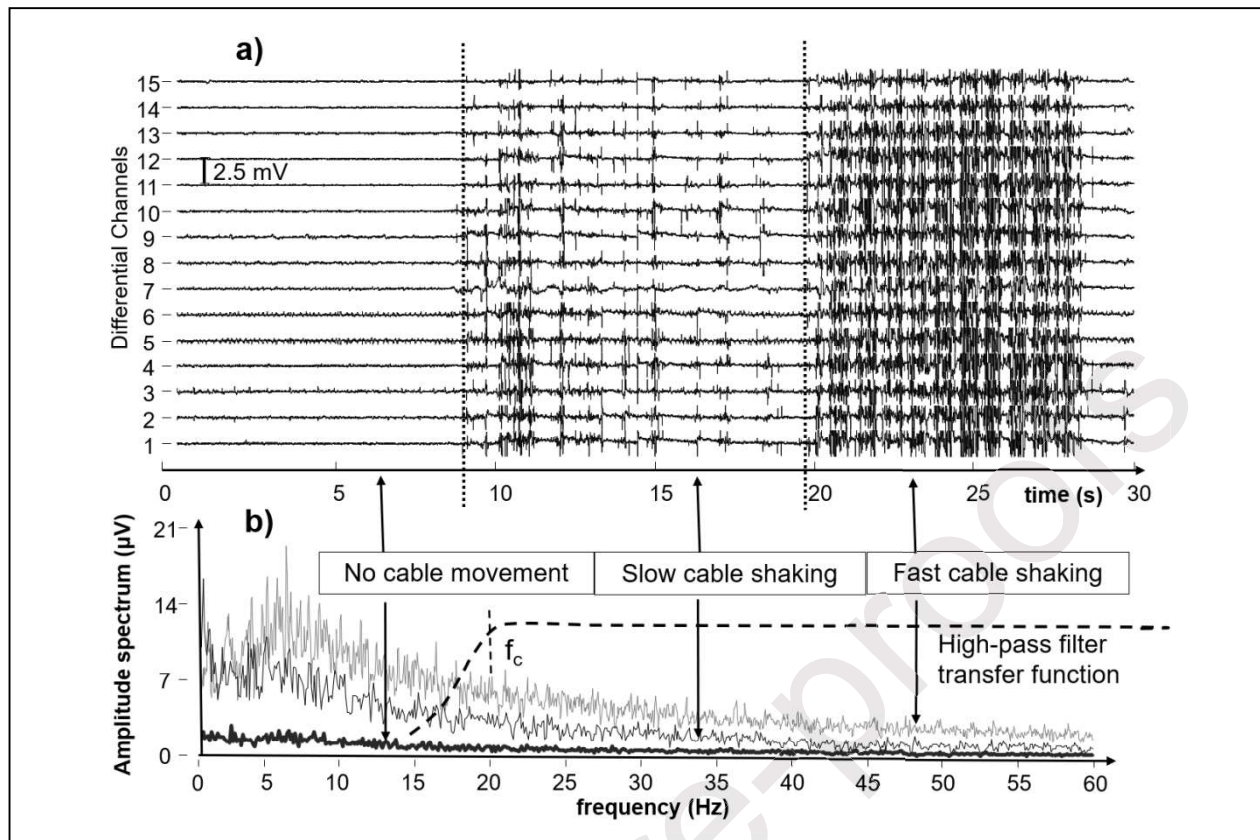 a)
Differential Channels
15
14
13
12
11
10
9
8
7
6
5
4
3
2
1
2.5 mV
0 5 10 15 20 25 time (s) 30
b)
Amplitude spectrum (µV)
21
14
7
0
No cable movement
Slow cable shaking
Fast cable shaking
fc
High-pass filter
transfer function
0 5 10 15 20 25 30 35 40 45 50 55 60
frequency (Hz)
re-proofs